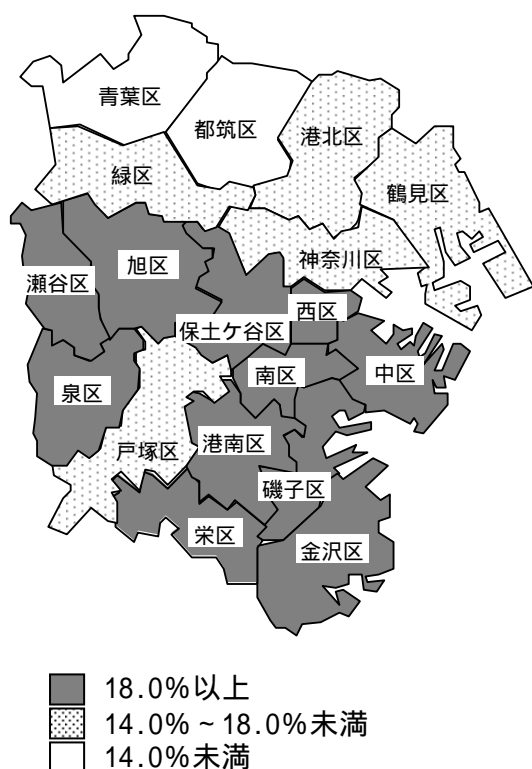 青葉区
都筑区
港北区
緑区
鶴見区
神奈川区
旭区
瀬谷区
西区
保土ケ谷区
南区
中区
泉区
港南区
戸塚区
磯子区
栄区
金沢区
18.0%以上
14.0%~18.0%未満
14.0%未満